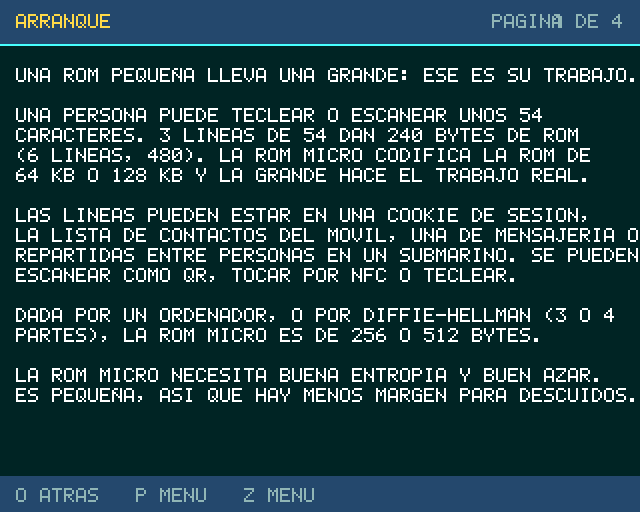 ARRANQUE
PAGINA DE 4
UNA ROM PEQUEÑA LLEVA UNA GRANDE: ESE ES SU TRABAJO.
UNA PERSONA PUEDE TECLEAR O ESCANEAR UNOS 54
CARACTERES. 3 LINEAS DE 54 DAN 240 BYTES DE ROM
(6 LINEAS, 480). LA ROM MICRO CODIFICA LA ROM DE
64 KB O 128 KB Y LA GRANDE HACE EL TRABAJO REAL.
LAS LINEAS PUEDEN ESTAR EN UNA COOKIE DE SESION,
LA LISTA DE CONTACTOS DEL MOVIL, UNA DE MENSAJERIA O
REPARTIDAS ENTRE PERSONAS EN UN SUBMARINO. SE PUEDEN
ESCANEAR COMO QR, TOCAR POR NFC O TECLEAR.
DADA POR UN ORDENADOR, O POR DIFFIE-HELLMAN (3 O 4
PARTES), LA ROM MICRO ES DE 256 O 512 BYTES.
LA ROM MICRO NECESITA BUENA ENTROPIA Y BUEN AZAR.
ES PEQUEÑA, ASI QUE HAY MENOS MARGEN PARA DESCUIDOS.
O ATRAS P MENU Z MENU